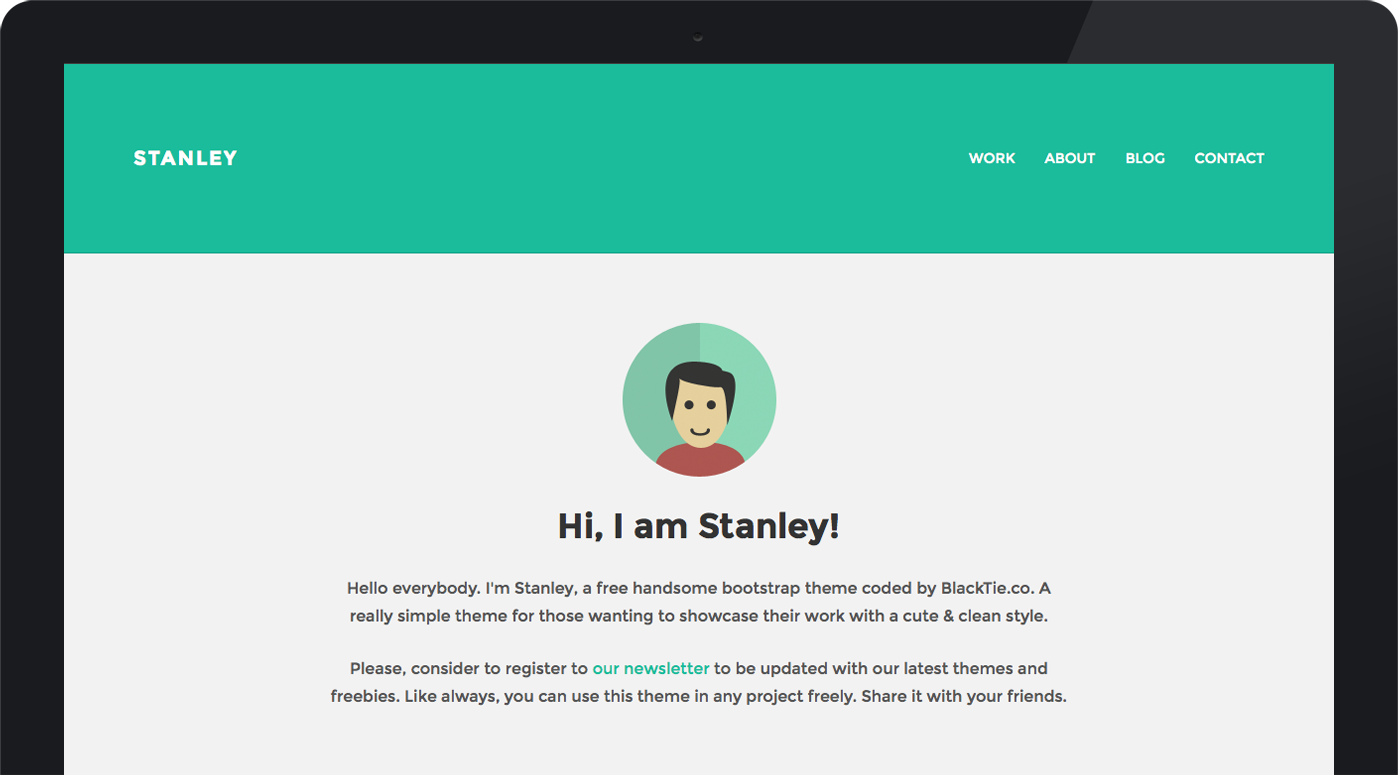 STANLEY
WORK ABOUT BLOG CONTACT
Hi, I am Stanley!
Hello everybody. I'm Stanley, a free handsome bootstrap theme coded by BlackTie.co. A
really simple theme for those wanting to showcase their work with a cute & clean style.
Please, consider to register to our newsletter to be updated with our latest themes and
freebies. Like always, you can use this theme in any project freely. Share it with your friends.